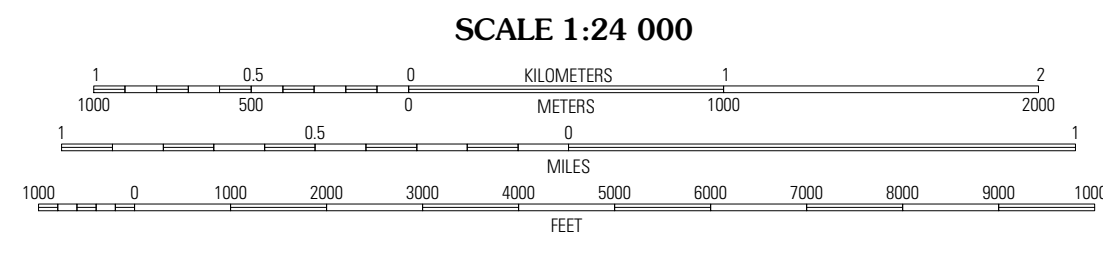 SCALE 1:24 000
1 0.5 0 KILOMETERS 1 2
1000 500 0 METERS 1000 2000
1 0.5 0 1
MILES
1000 0 1000 2000 3000 4000 5000 6000 7000 8000 9000 1000
FEET